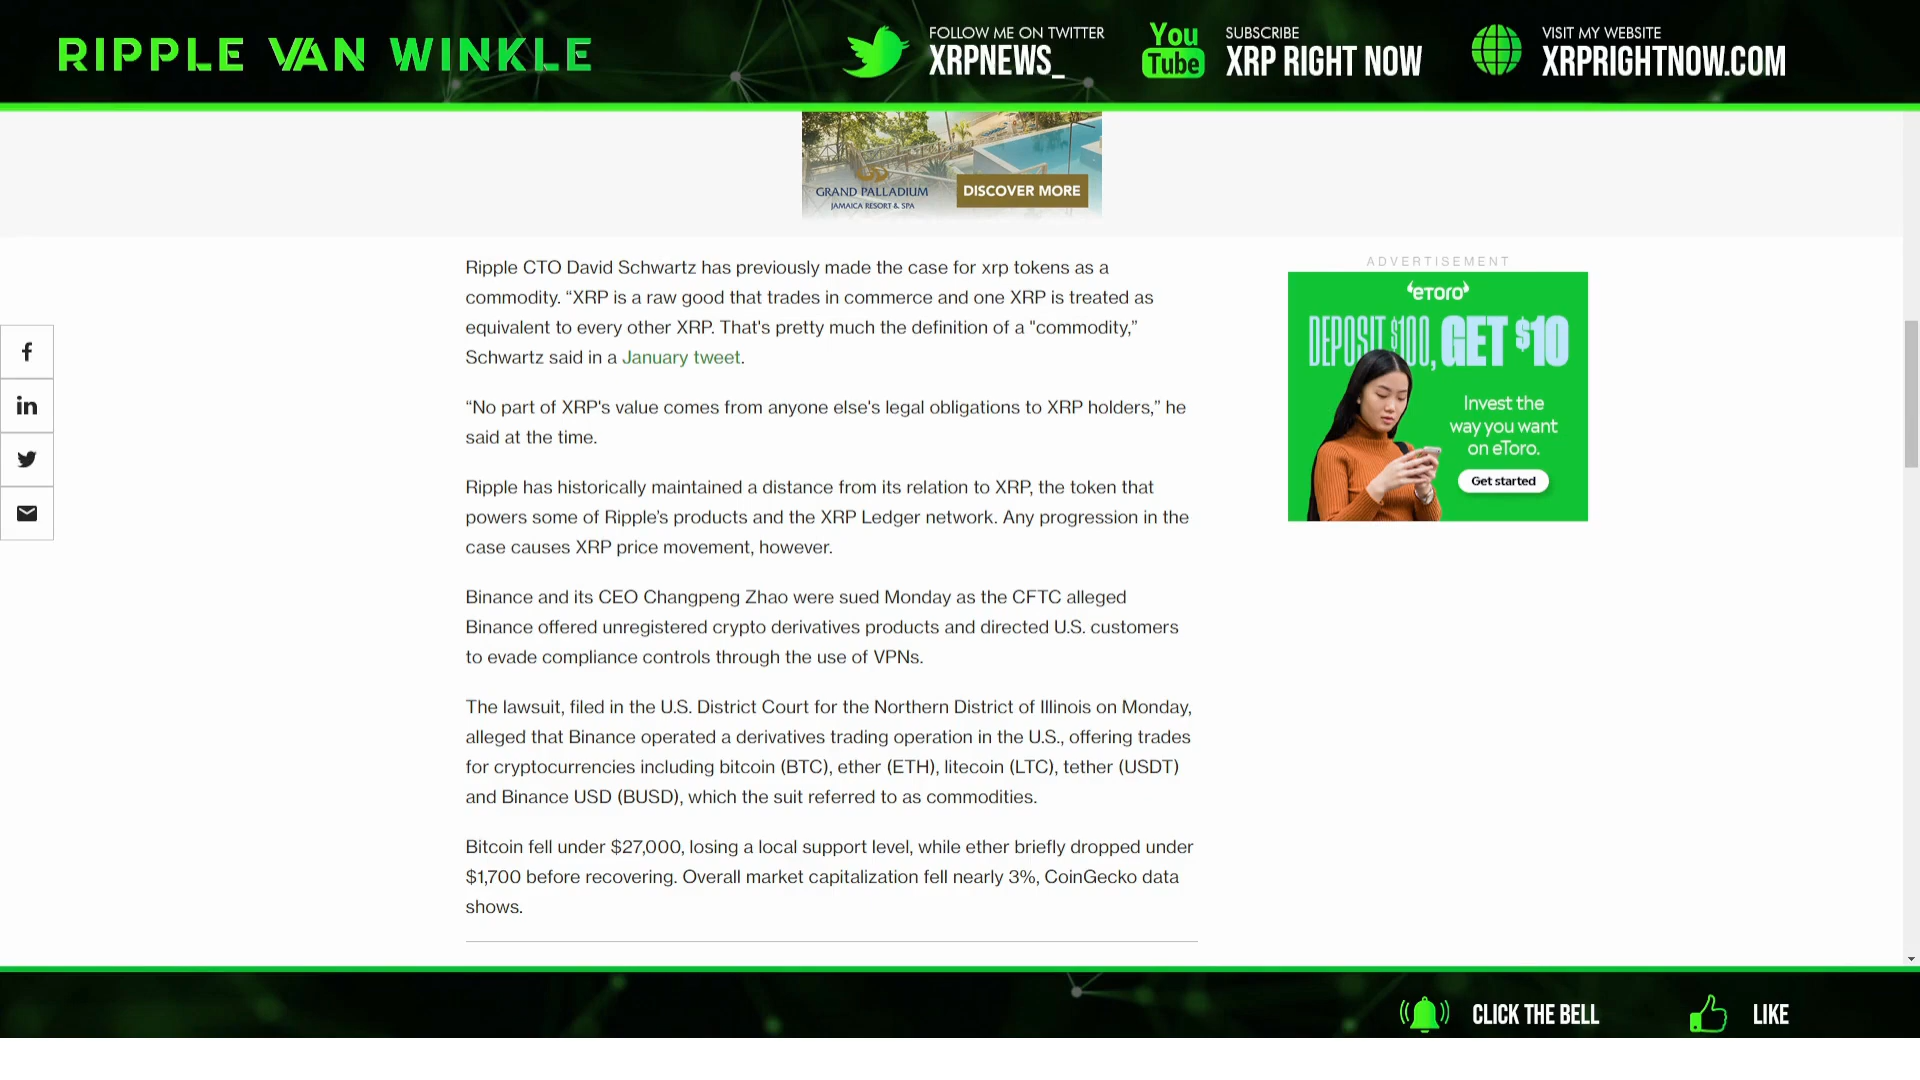 RIPPLE VAN WINKLE
FOLLOW ME ON TWITTER
XRPNEWS_
You
Tube
SUBSCRIBE
XRP RIGHT NOW
VISIT MY WEBSITE
XRPRIGHTNOW.COM
GRAND PALLADIUM
JAMAICA RESORT & SPA
DISCOVER MORE
Ripple CTO David Schwartz has previously made the case for xrp tokens as a
commodity. “XRP is a raw good that trades in commerce and one XRP is treated as
equivalent to every other XRP. That's pretty much the definition of a "commodity,”
Schwartz said in a January tweet.
“No part of XRP's value comes from anyone else's legal obligations to XRP holders,” he
said at the time.
Ripple has historically maintained a distance from its relation to XRP, the token that
powers some of Ripple’s products and the XRP Ledger network. Any progression in the
case causes XRP price movement, however.
Binance and its CEO Changpeng Zhao were sued Monday as the CFTC alleged
Binance offered unregistered crypto derivatives products and directed U.S. customers
to evade compliance controls through the use of VPNs.
The lawsuit, filed in the U.S. District Court for the Northern District of Illinois on Monday,
alleged that Binance operated a derivatives trading operation in the U.S., offering trades
for cryptocurrencies including bitcoin (BTC), ether (ETH), litecoin (LTC), tether (USDT)
and Binance USD (BUSD), which the suit referred to as commodities.
Bitcoin fell under $27,000, losing a local support level, while ether briefly dropped under
$1,700 before recovering. Overall market capitalization fell nearly 3%, CoinGecko data
shows.
ADVERTISEMENT
eToro
DEPOSIT $100, GET $10
Invest the
way you want
on eToro.
Get started
CLICK THE BELL
LIKE